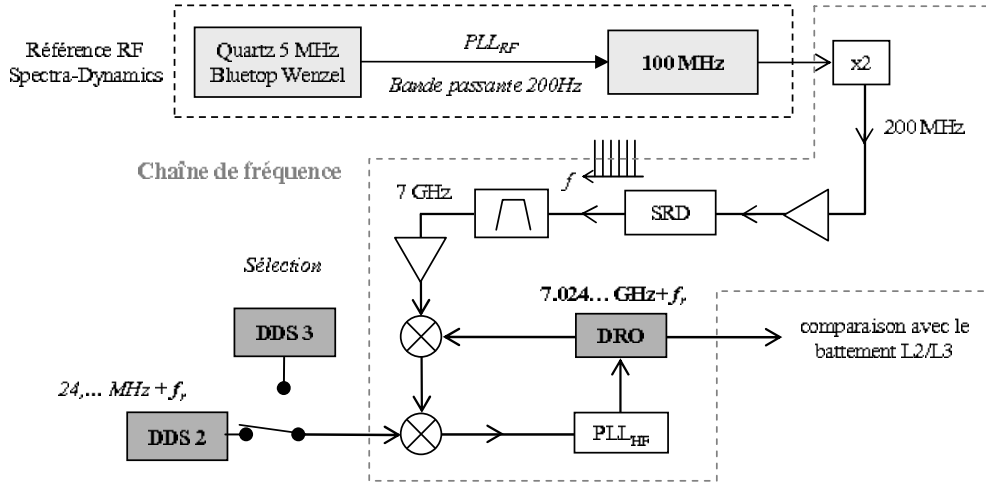 Référence RF
Spectra-Dynamics
Quartz 5 MHz
Bluetop Wenzel
PLL_RF
Bande passante 200Hz
100 MHz
x2
200 MHz
Chaîne de fréquence
f
7 GHz
SRD
Sélection
7.024… GHz+ f_r
DDS 3
DRO
comparaison avec le
battement L2/L3
24,… MHz + f_r
DDS 2
PLL_HF